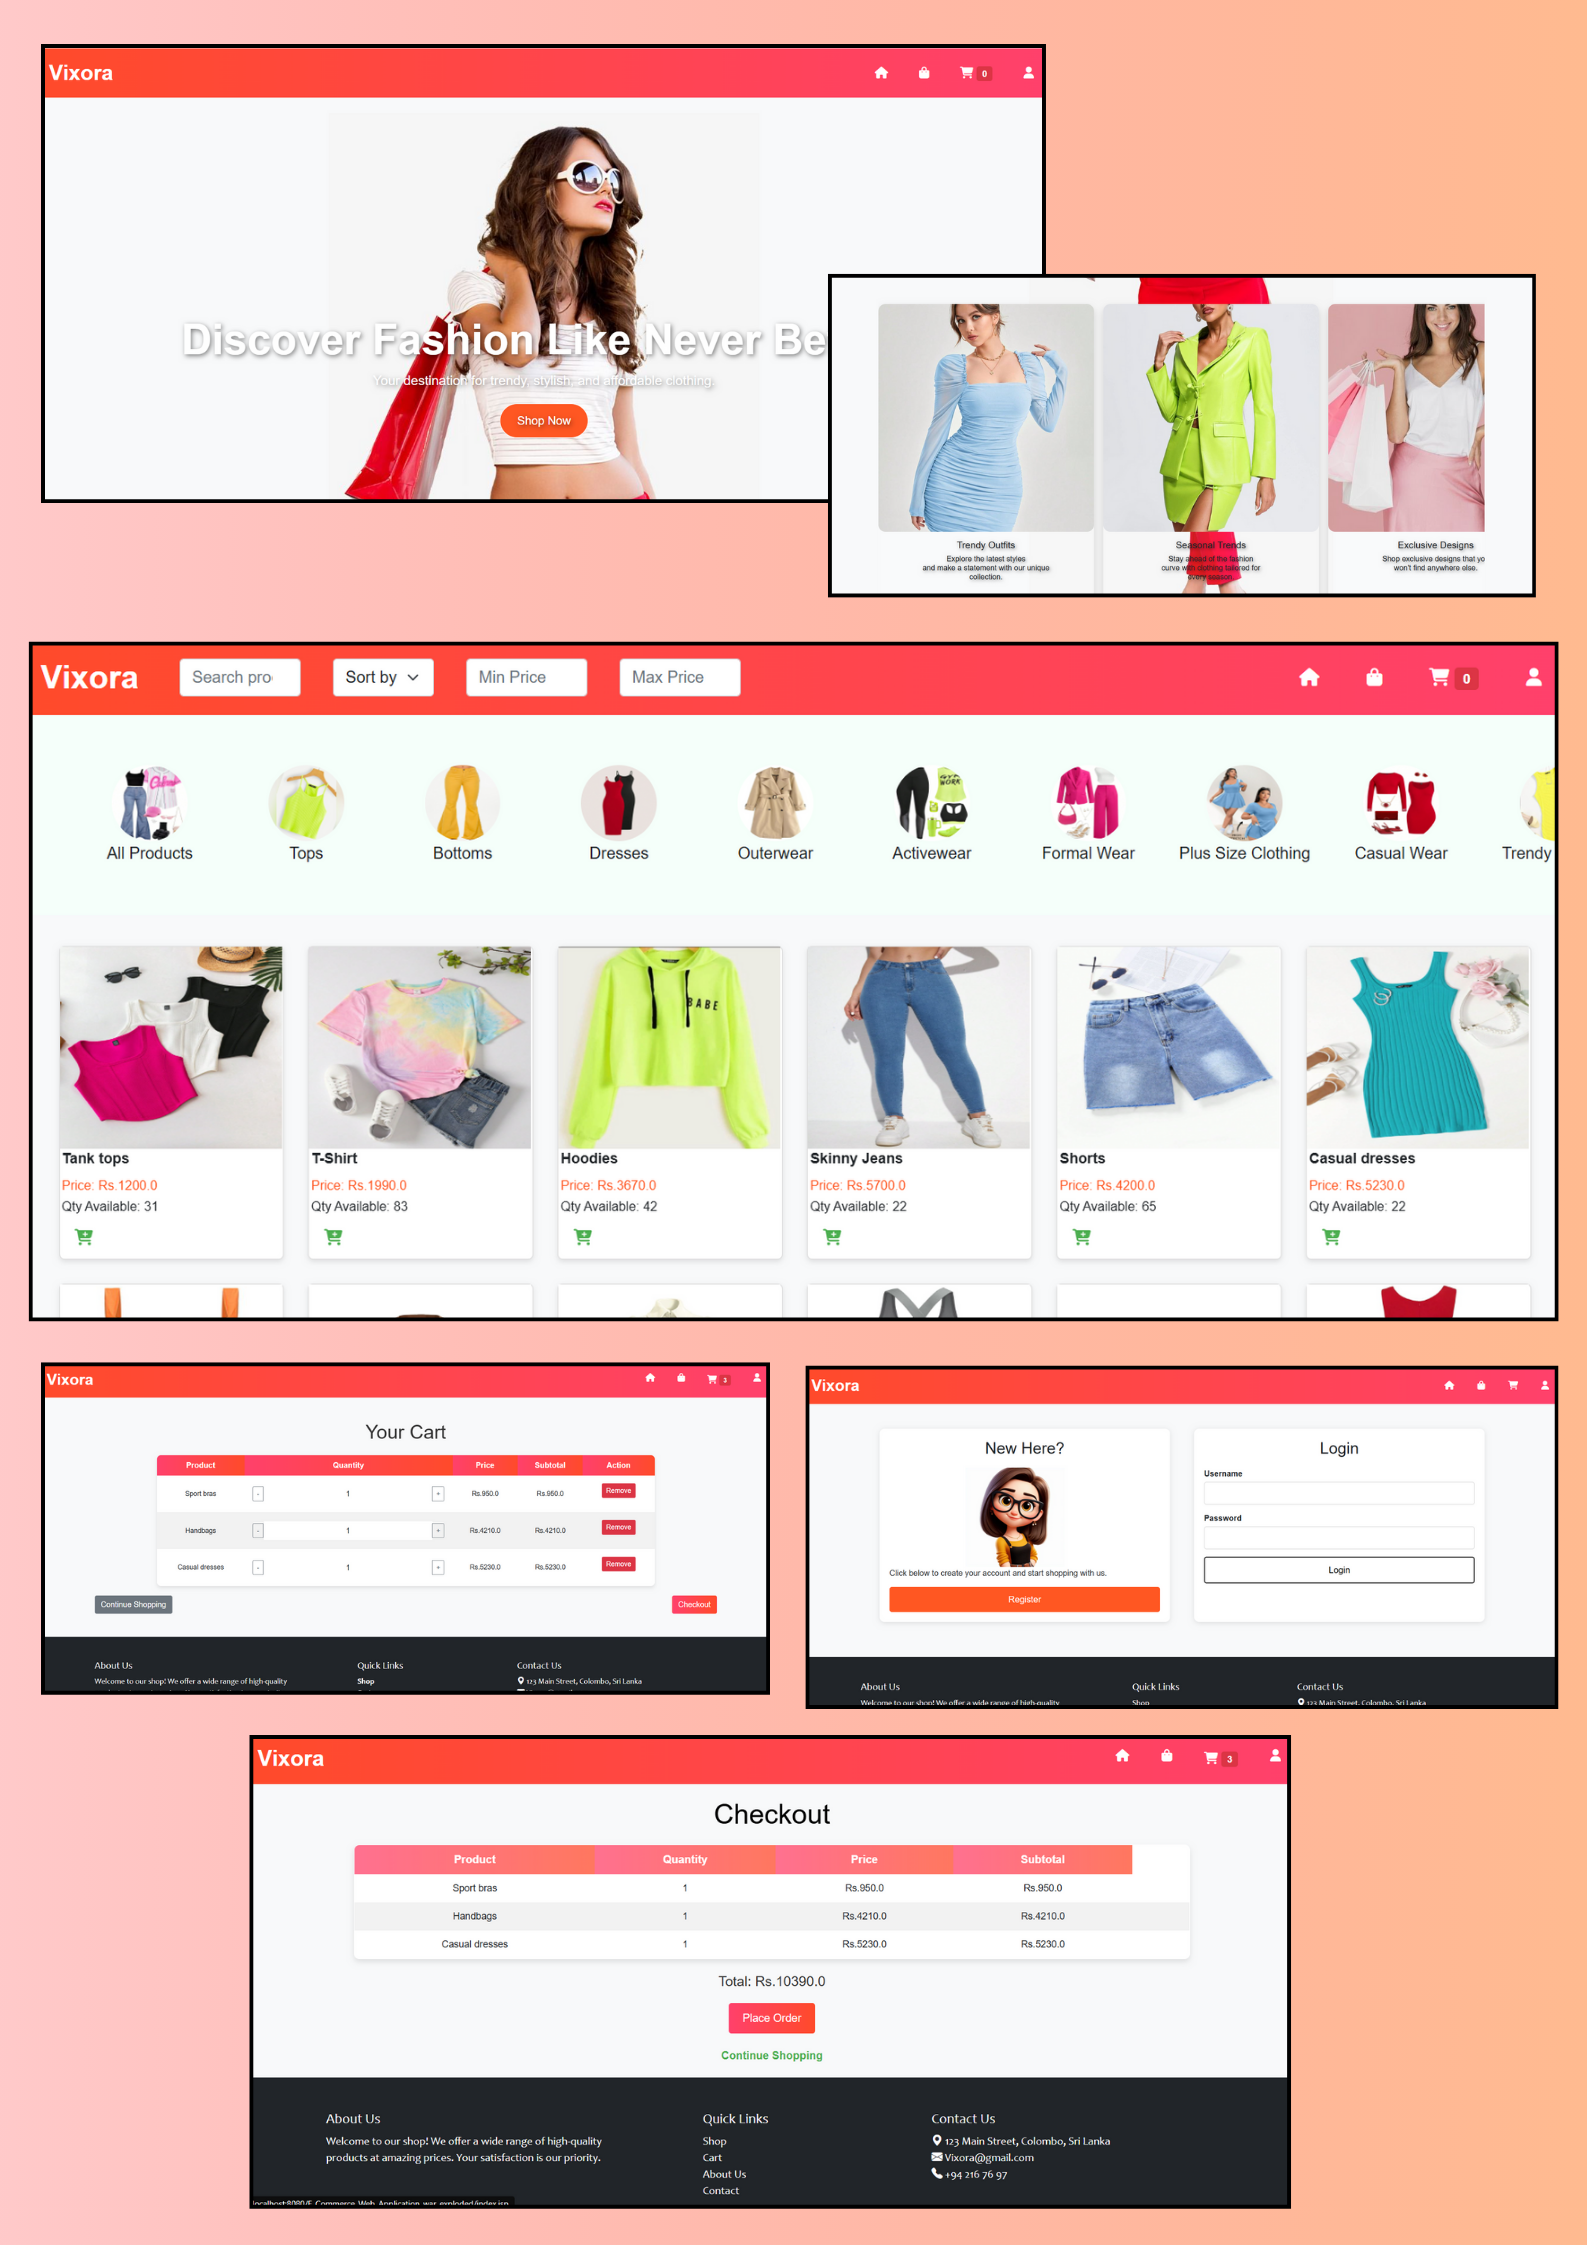 Vixora
0
Discover Fashion Like Never Be
Your destination for trendy, stylish, and affordable clothing.
Shop Now
Trendy Outfits
Explore the latest styles
and make a statement with our unique
collection.
Seasonal Trends
Stay ahead of the fashion
curve with clothing tailored for
every season.
Exclusive Designs
Shop exclusive designs that yo
won't find anywhere else.
Vixora
Search pro
Sort by
Min Price
Max Price
0
All Products
Tops
Bottoms
Dresses
Outerwear
Activewear
Formal Wear
Plus Size Clothing
Casual Wear
Trendy
BABE
Tank tops
Price: Rs.1200.0
Qty Available: 31
T-Shirt
Price: Rs.1990.0
Qty Available: 83
Hoodies
Price: Rs.3670.0
Qty Available: 42
Skinny Jeans
Price: Rs.5700.0
Qty Available: 22
Shorts
Price: Rs.4200.0
Qty Available: 65
Casual dresses
Price: Rs.5230.0
Qty Available: 22
Vixora
3
Your Cart
Product Quantity Price Subtotal Action
Sport bras - 1 + Rs.950.0 Rs.950.0 Remove
Handbags - 1 + Rs.4210.0 Rs.4210.0 Remove
Casual dresses - 1 + Rs.5230.0 Rs.5230.0 Remove
Continue Shopping
Checkout
About Us
Welcome to our shop! We offer a wide range of high-quality
Quick Links
Shop
Contact Us
123 Main Street, Colombo, Sri Lanka
Vixora
New Here?
Click below to create your account and start shopping with us.
Register
Login
Username
Password
Login
About Us
Welcome to our shop! We offer a wide range of high-quality
Quick Links
Shop
Contact Us
123 Main Street, Colombo, Sri Lanka
Vixora
3
Checkout
Product Quantity Price Subtotal
Sport bras 1 Rs.950.0 Rs.950.0
Handbags 1 Rs.4210.0 Rs.4210.0
Casual dresses 1 Rs.5230.0 Rs.5230.0
Total: Rs.10390.0
Place Order
Continue Shopping
About Us
Welcome to our shop! We offer a wide range of high-quality
products at amazing prices. Your satisfaction is our priority.
Quick Links
Shop
Cart
About Us
Contact
Contact Us
123 Main Street, Colombo, Sri Lanka
Vixora@gmail.com
+94 216 76 97
localhost:8080/E_Commerce_Web_Application_war_exploded/index.jsp